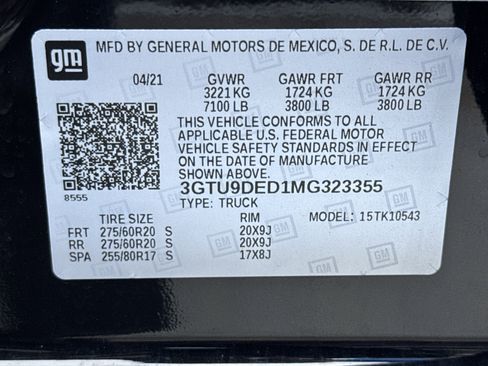 gm
MFD BY GENERAL MOTORS DE MEXICO, S. DE R.L. DE C.V.
04/21 GVWR GAWR FRT GAWR RR
3221 KG 1724 KG 1724 KG
7100 LB 3800 LB 3800 LB
THIS VEHICLE CONFORMS TO ALL
APPLICABLE U.S. FEDERAL MOTOR
VEHICLE SAFETY STANDARDS IN EFFECT
ON THE DATE OF MANUFACTURE
SHOWN ABOVE.
8555
3GTU9DED1MG323355
TYPE: TRUCK
TIRE SIZE RIM MODEL: 15TK10543
FRT 275/60R20 S 20X9J
RR 275/60R20 S 20X9J
SPA 255/80R17 S 17X8J